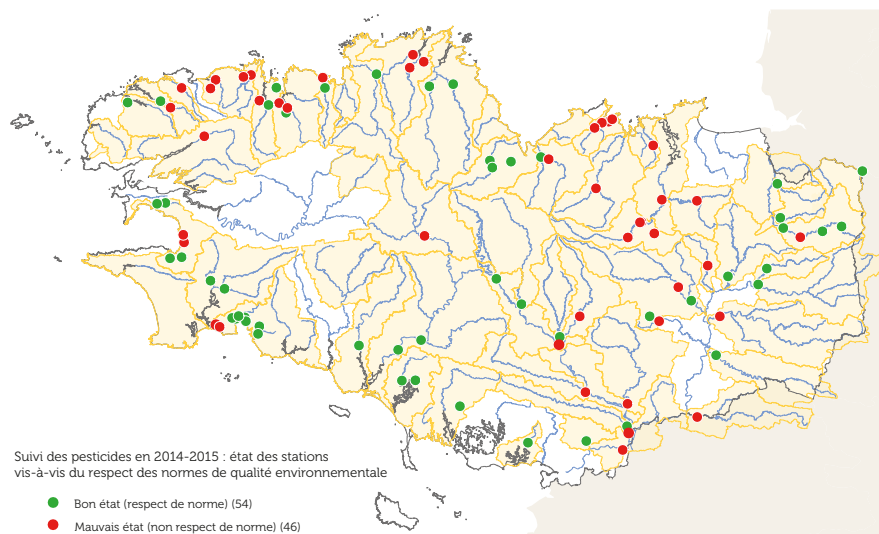 Suivi des pesticides en 2014-2015 : état des stations
vis-à-vis du respect des normes de qualité environnementale
Bon état (respect de norme) (54)
Mauvais état (non respect de norme) (46)